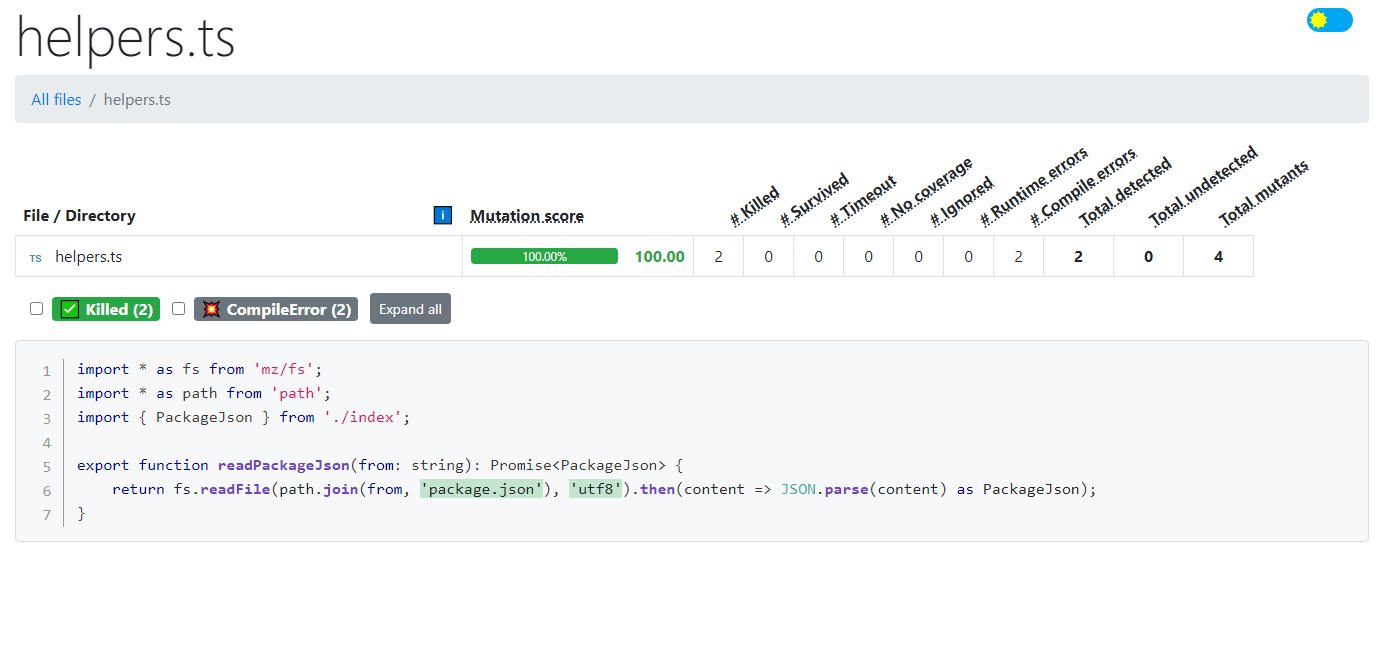 helpers.ts
All files / helpers.ts
File / Directory
i
Mutation score
# Killed
# Survived
# Timeout
# No coverage
# Ignored
# Runtime errors
# Compile errors
Total detected
Total undetected
Total mutants
TS helpers.ts 100.00% 100.00 2 0 0 0 0 0 2 2 0 4
✅ Killed (2) 💥 CompileError (2) Expand all
1 import * as fs from 'mz/fs';
2 import * as path from 'path';
3 import { PackageJson } from './index';
4
5 export function readPackageJson(from: string): Promise<PackageJson> {
6     return fs.readFile(path.join(from, 'package.json'), 'utf8').then(content => JSON.parse(content) as PackageJson);
7 }